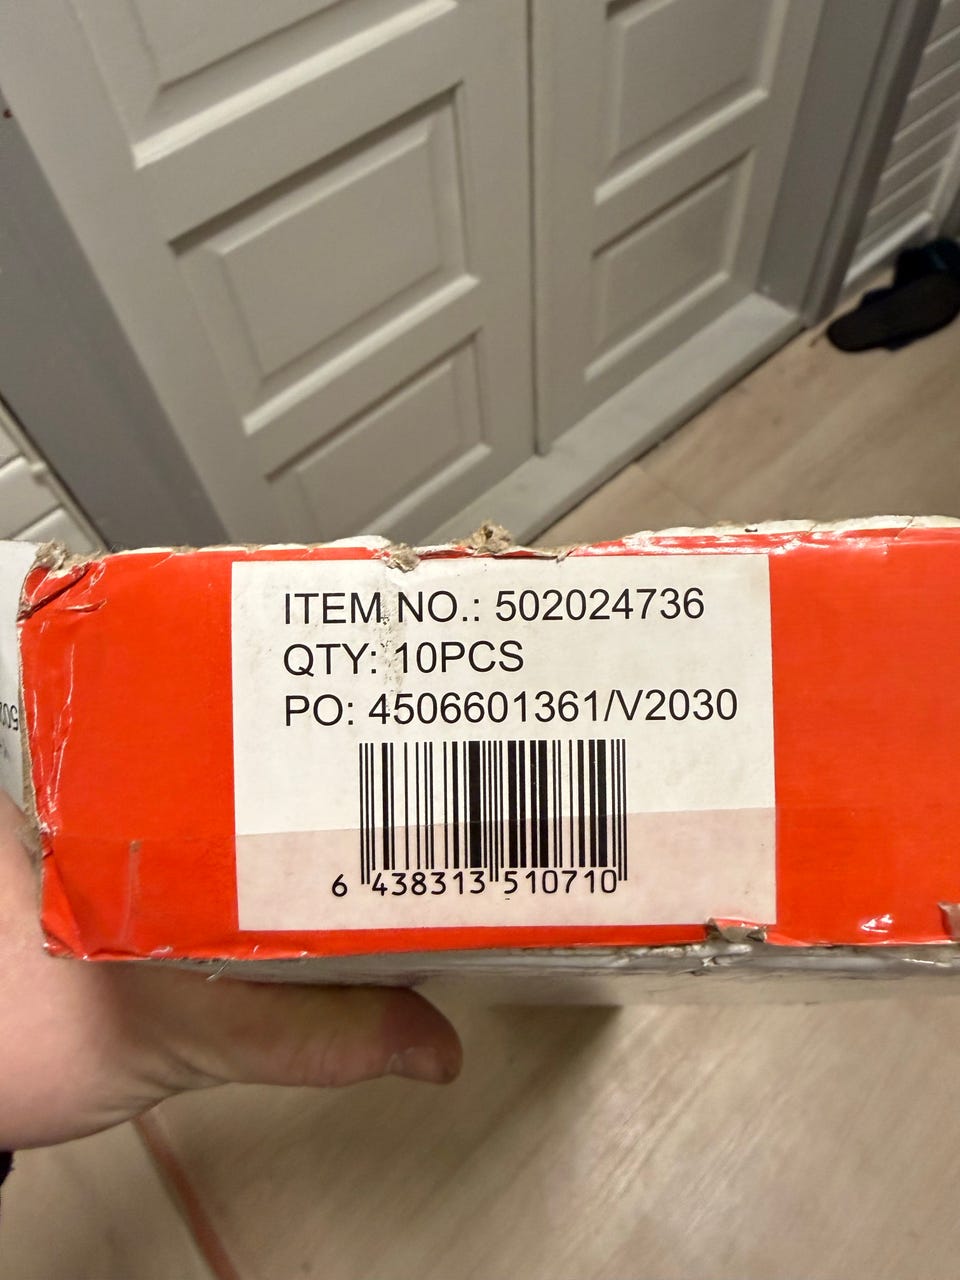 ITEM NO.: 502024736
QTY: 10PCS
PO: 4506601361/V2030
6 438313 510710